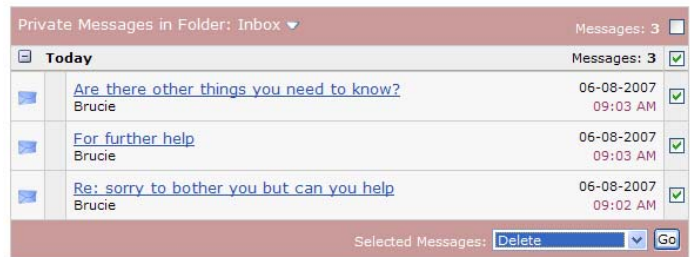 Private Messages in Folder: Inbox Messages: 3
Today Messages: 3
Are there other things you need to know? 06-08-2007
Brucie 09:03 AM
For further help 06-08-2007
Brucie 09:03 AM
Re: sorry to bother you but can you help 06-08-2007
Brucie 09:02 AM
Selected Messages: Delete Go